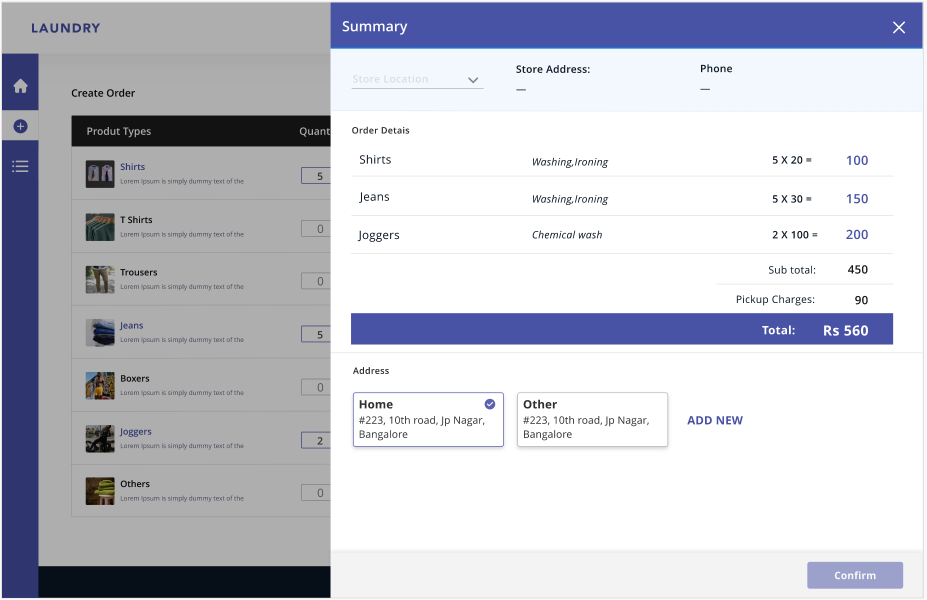 LAUNDRY
Summary
Store Location
Store Address:
—
Phone
—
Create Order
Produt Types
Quant
Shirts
Lorem Ipsum is simply dummy text of the
5
T Shirts
Lorem Ipsum is simply dummy text of the
0
Trousers
Lorem Ipsum is simply dummy text of the
0
Jeans
Lorem Ipsum is simply dummy text of the
5
Boxers
Lorem Ipsum is simply dummy text of the
0
Joggers
Lorem Ipsum is simply dummy text of the
2
Others
Lorem Ipsum is simply dummy text of the
0
Order Detais
Shirts Washing,Ironing 5 X 20 = 100
Jeans Washing,Ironing 5 X 30 = 150
Joggers Chemical wash 2 X 100 = 200
Sub total: 450
Pickup Charges: 90
Total: Rs 560
Address
Home
#223, 10th road, Jp Nagar,
Bangalore
Other
#223, 10th road, Jp Nagar,
Bangalore
ADD NEW
Confirm